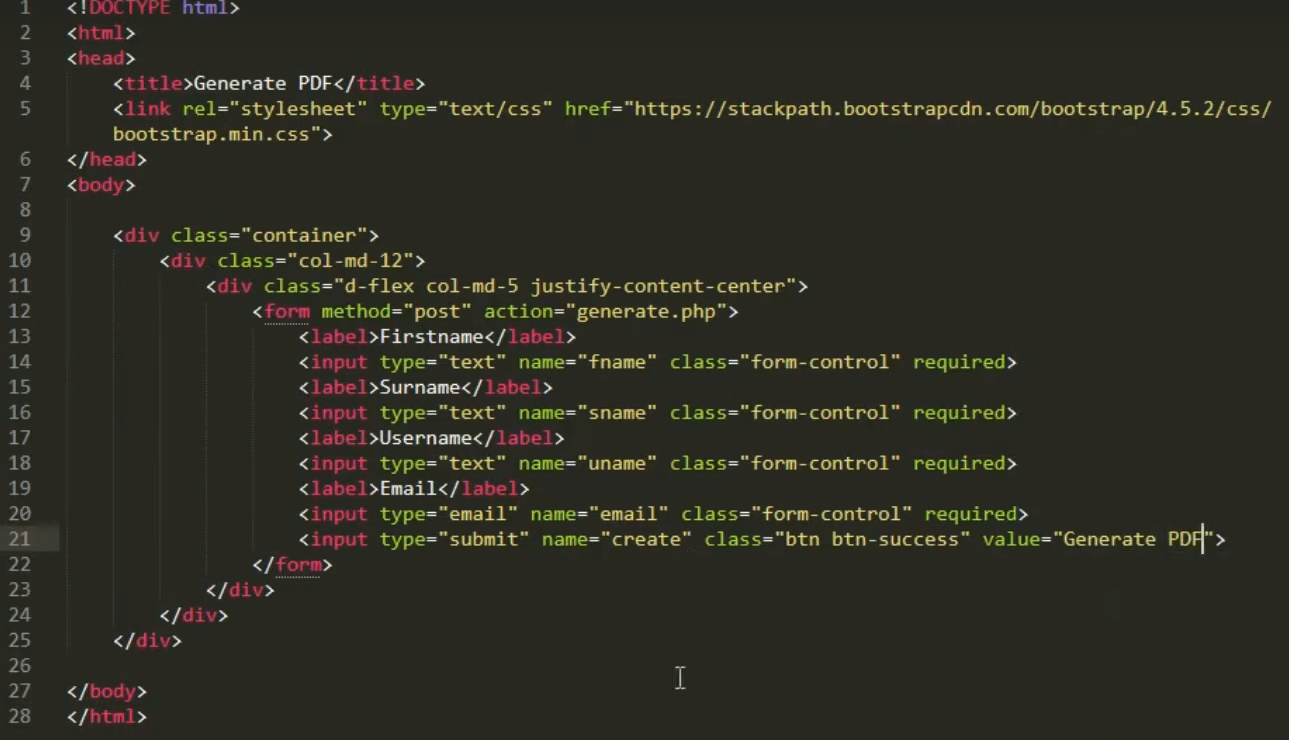 1 <!DOCTYPE html>
2 <html>
3 <head>
4     <title>Generate PDF</title>
5     <link rel="stylesheet" type="text/css" href="https://stackpath.bootstrapcdn.com/bootstrap/4.5.2/css/
    bootstrap.min.css">
6 </head>
7 <body>
8
9     <div class="container">
10         <div class="col-md-12">
11             <div class="d-flex col-md-5 justify-content-center">
12                 <form method="post" action="generate.php">
13                     <label>Firstname</label>
14                     <input type="text" name="fname" class="form-control" required>
15                     <label>Surname</label>
16                     <input type="text" name="sname" class="form-control" required>
17                     <label>Username</label>
18                     <input type="text" name="uname" class="form-control" required>
19                     <label>Email</label>
20                     <input type="email" name="email" class="form-control" required>
21                     <input type="submit" name="create" class="btn btn-success" value="Generate PDF">
22                 </form>
23             </div>
24         </div>
25     </div>
26
27 </body>
28 </html>